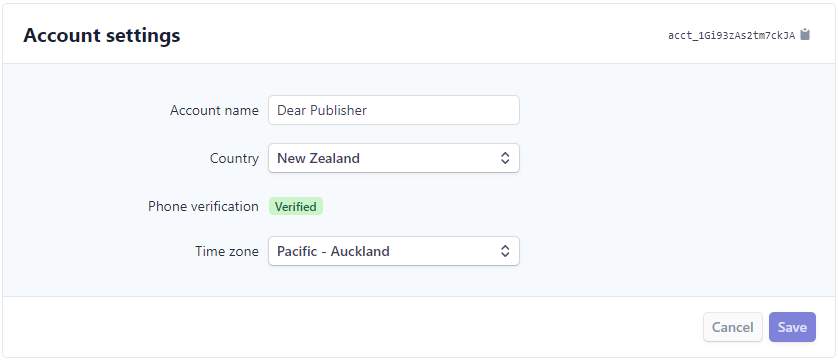 Account settings
acct_1Gi93zAs2tm7ckJA
Account name Dear Publisher
Country New Zealand
Phone verification Verified
Time zone Pacific - Auckland
Cancel Save